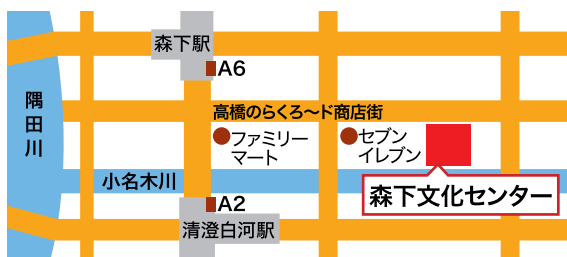 森下駅
A6
隅田川
高橋のらくろ～ド商店街
ファミリー
マート
セブン
イレブン
小名木川
森下文化センター
A2
清澄白河駅